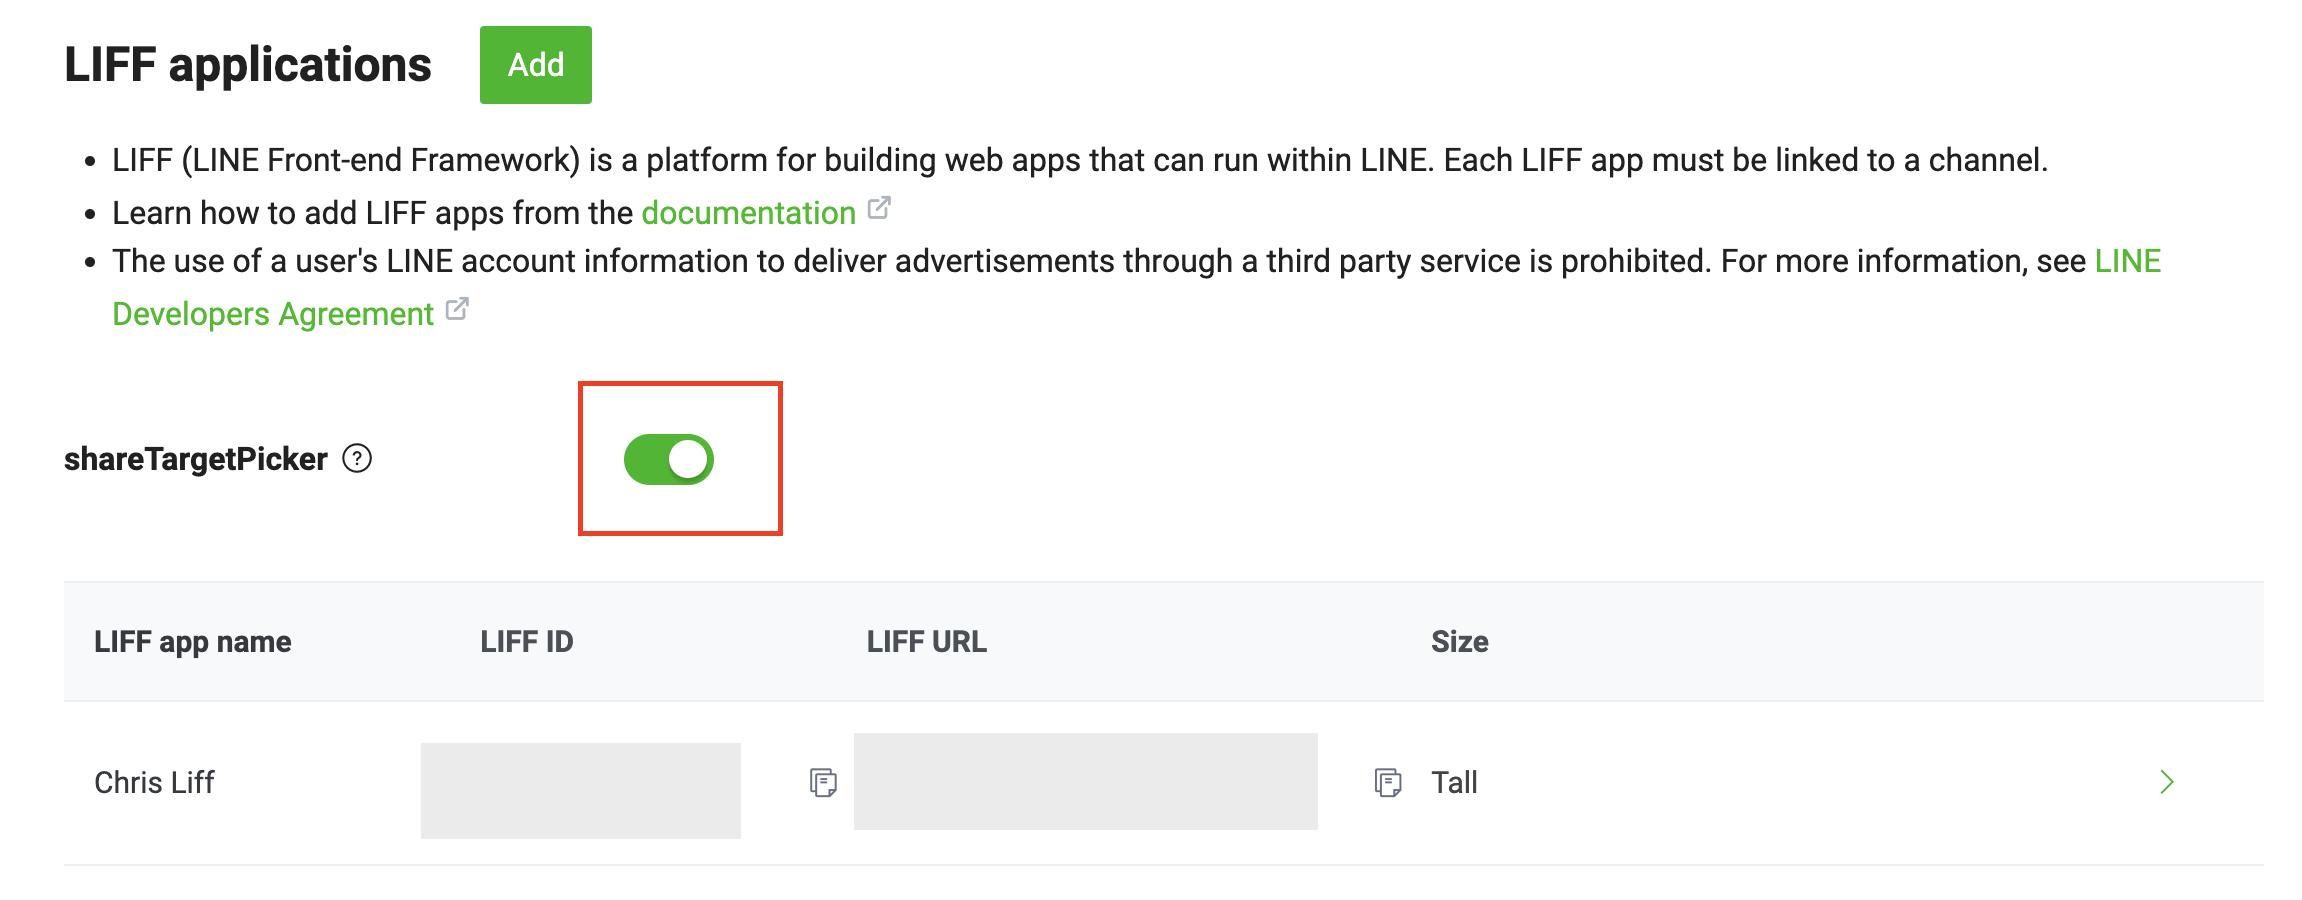 LIFF applications
Add
LIFF (LINE Front-end Framework) is a platform for building web apps that can run within LINE. Each LIFF app must be linked to a channel.
Learn how to add LIFF apps from the documentation
The use of a user's LINE account information to deliver advertisements through a third party service is prohibited. For more information, see LINE
Developers Agreement
shareTargetPicker ?
LIFF app name LIFF ID LIFF URL Size
Chris Liff Tall